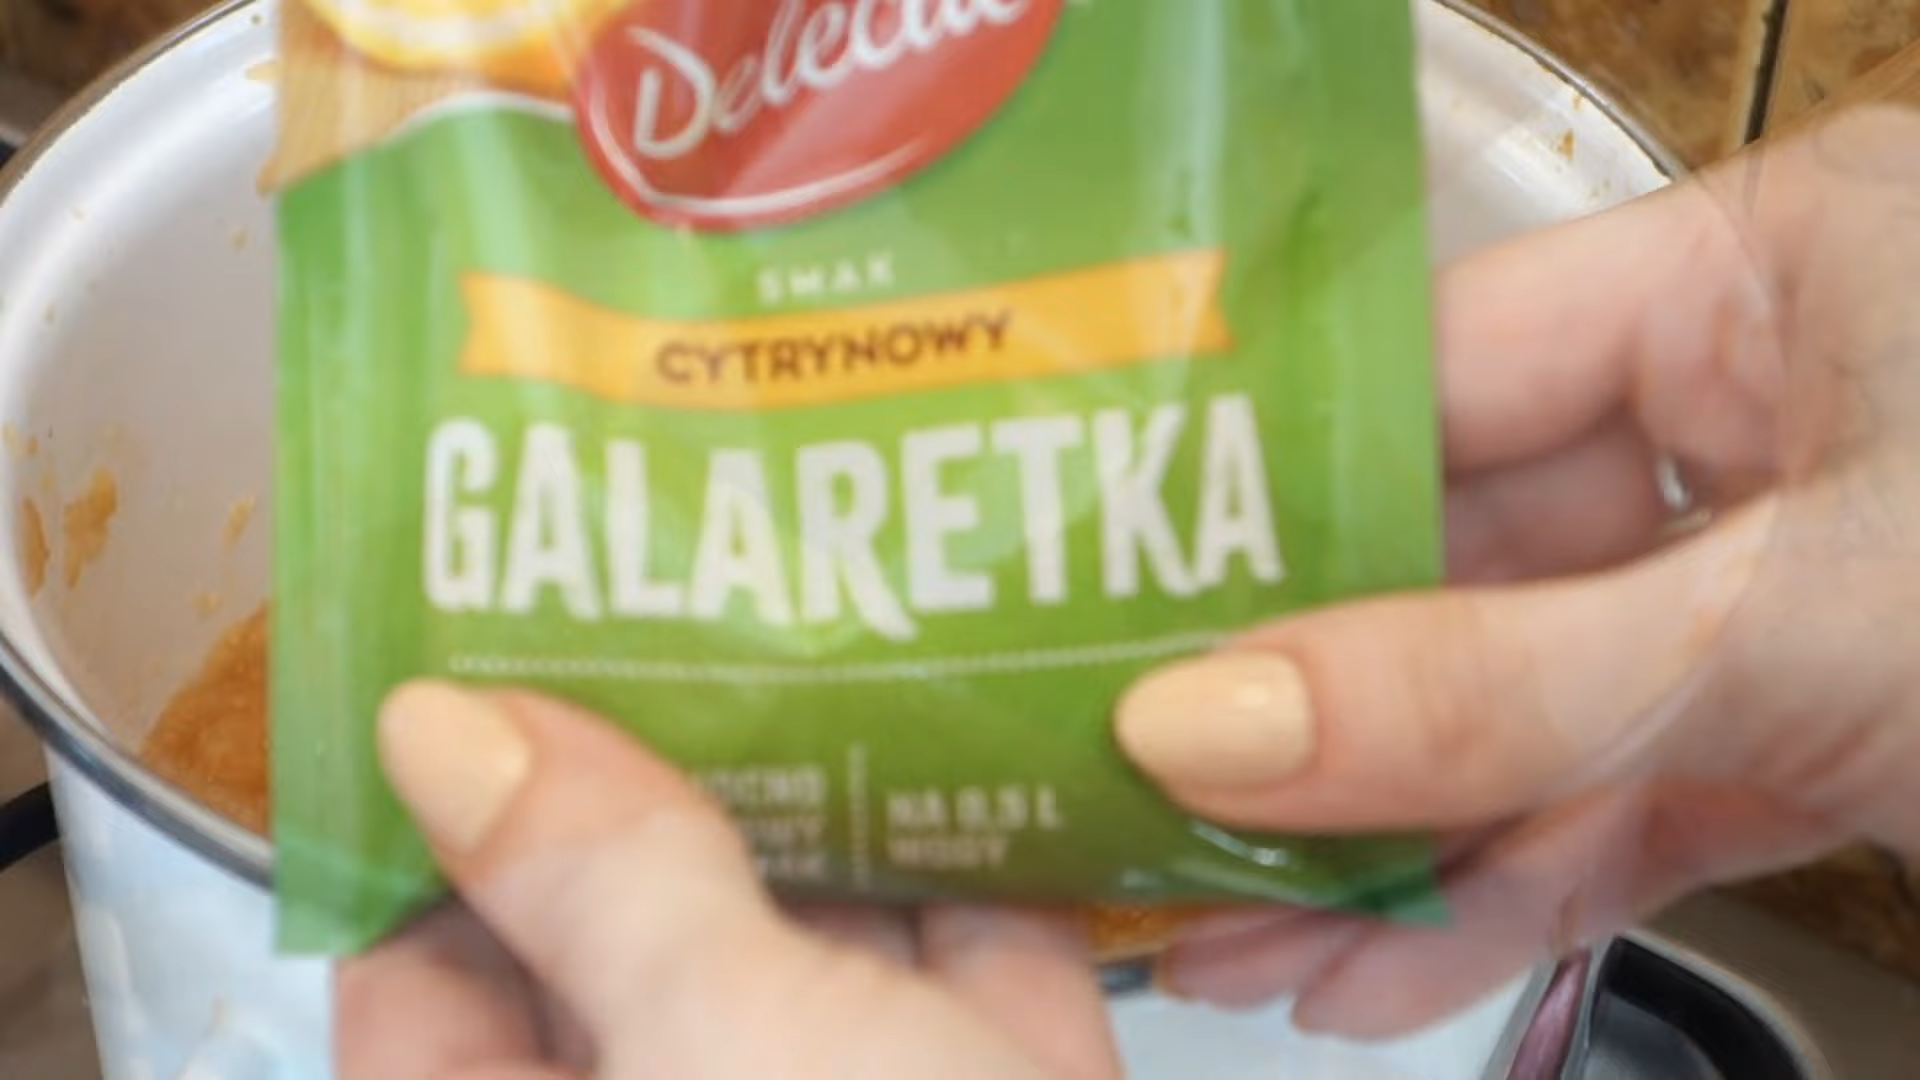 Delecta
SMAK
CYTRYNOWY
GALARETKA
NA 0,5 L
WODY